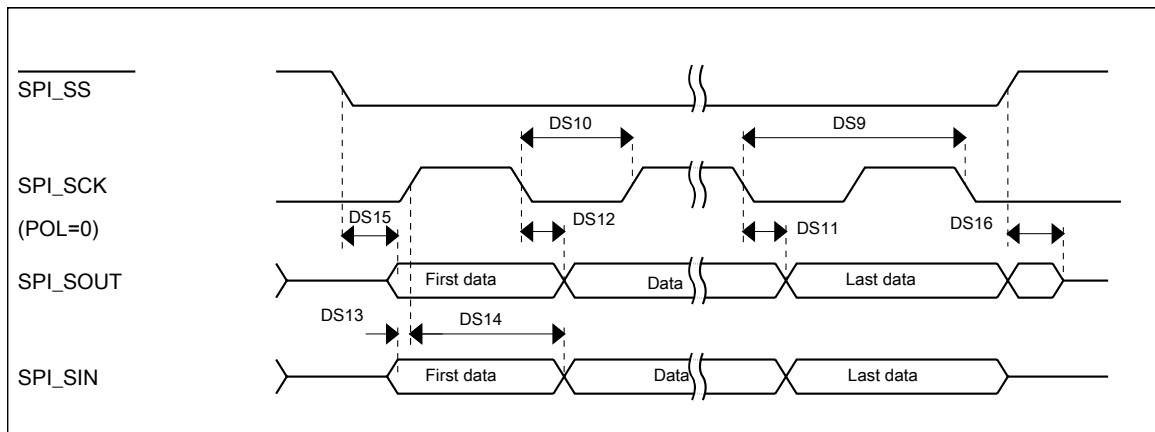 SPI_SS
DS10
DS9
SPI_SCK
(POL=0)
DS15
DS12
DS11
DS16
SPI_SOUT
First data
Data
Last data
DS13
DS14
SPI_SIN
First data
Data
Last data